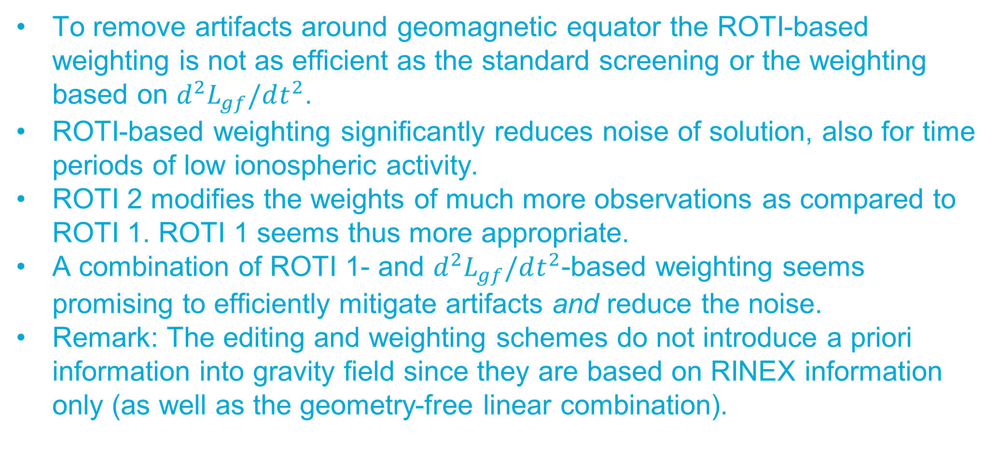 • To remove artifacts around geomagnetic equator the ROTI-based
weighting is not as efficient as the standard screening or the weighting
based on $d^2L_{gf}/dt^2$.
• ROTI-based weighting significantly reduces noise of solution, also for time
periods of low ionospheric activity.
• ROTI 2 modifies the weights of much more observations as compared to
ROTI 1. ROTI 1 seems thus more appropriate.
• A combination of ROTI 1- and $d^2L_{gf}/dt^2$-based weighting seems
promising to efficiently mitigate artifacts and reduce the noise.
• Remark: The editing and weighting schemes do not introduce a priori
information into gravity field since they are based on RINEX information
only (as well as the geometry-free linear combination).